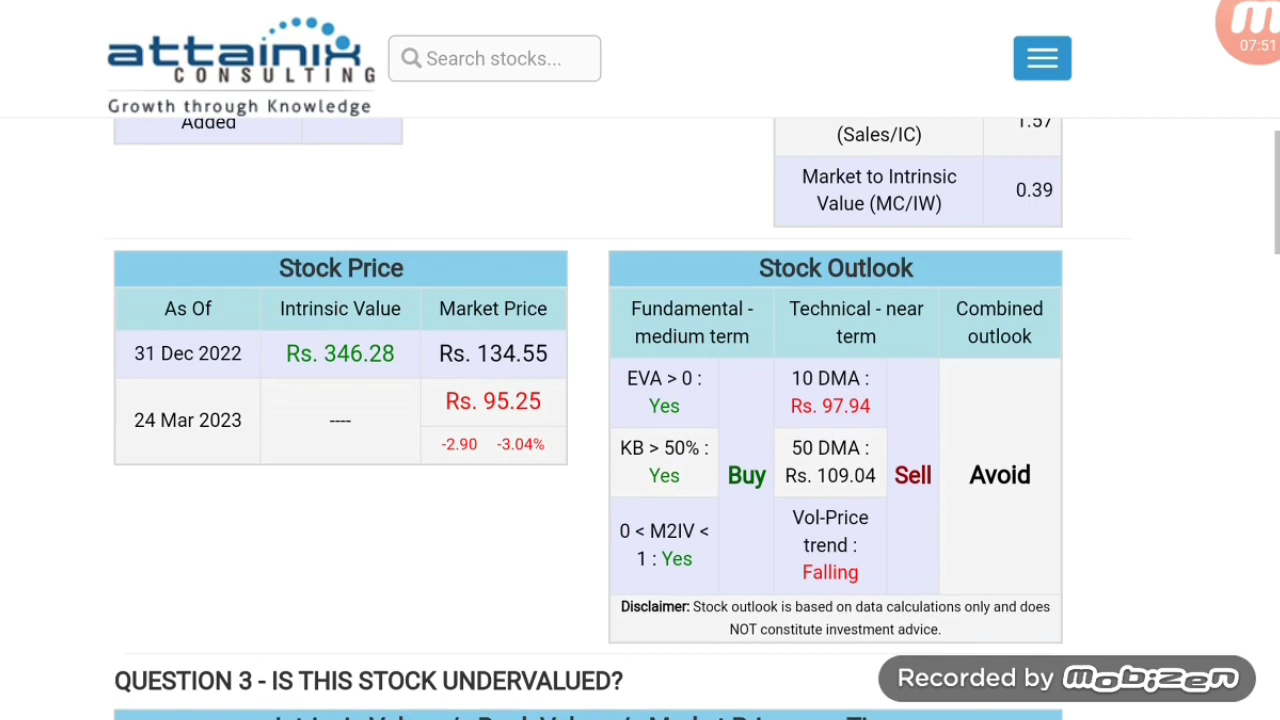 attainix
CONSULTING
Growth through Knowledge
Search stocks...
07:51
Added
(Sales/IC)
1.57
Market to Intrinsic
Value (MC/IW)
0.39
Stock Price
As Of
Intrinsic Value
Market Price
31 Dec 2022
Rs. 346.28
Rs. 134.55
24 Mar 2023
----
Rs. 95.25
-2.90 -3.04%
Stock Outlook
Fundamental -
medium term
Technical - near
term
Combined
outlook
EVA > 0 :
Yes
KB > 50% :
Yes
0 < M2IV <
1 : Yes
Buy
10 DMA :
Rs. 97.94
50 DMA :
Rs. 109.04
Vol-Price
trend :
Falling
Sell
Avoid
Disclaimer: Stock outlook is based on data calculations only and does
NOT constitute investment advice.
QUESTION 3 - IS THIS STOCK UNDERVALUED?
Recorded by mobizen